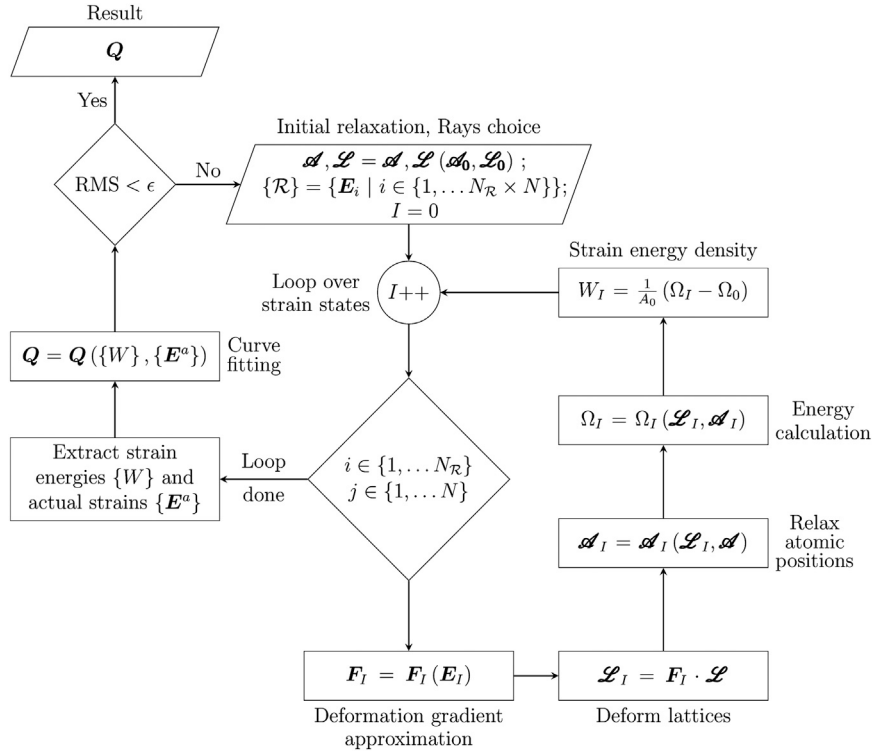 Result
Q
Yes
RMS < ϵ
No
Initial relaxation, Rays choice
𝓐, 𝓛 = 𝓐, 𝓛 (𝓐₀, 𝓛₀) ;
{ℛ} = {E_i | i ∈ {1, … N_ℛ × N}};
I = 0
Loop over
strain states
I++
Strain energy density
W_I = 1/A₀ (Ω_I − Ω₀)
Q = Q ({W} , {E^a})
Curve
fitting
Ω_I = Ω_I (𝓛_I, 𝓐_I)
Energy
calculation
Extract strain
energies {W} and
actual strains {E^a}
Loop
done
i ∈ {1, … N_ℛ}
j ∈ {1, … N}
𝓐_I = 𝓐_I (𝓛_I, 𝓐)
Relax
atomic
positions
F_I = F_I (E_I)
Deformation gradient
approximation
𝓛_I = F_I · 𝓛
Deform lattices